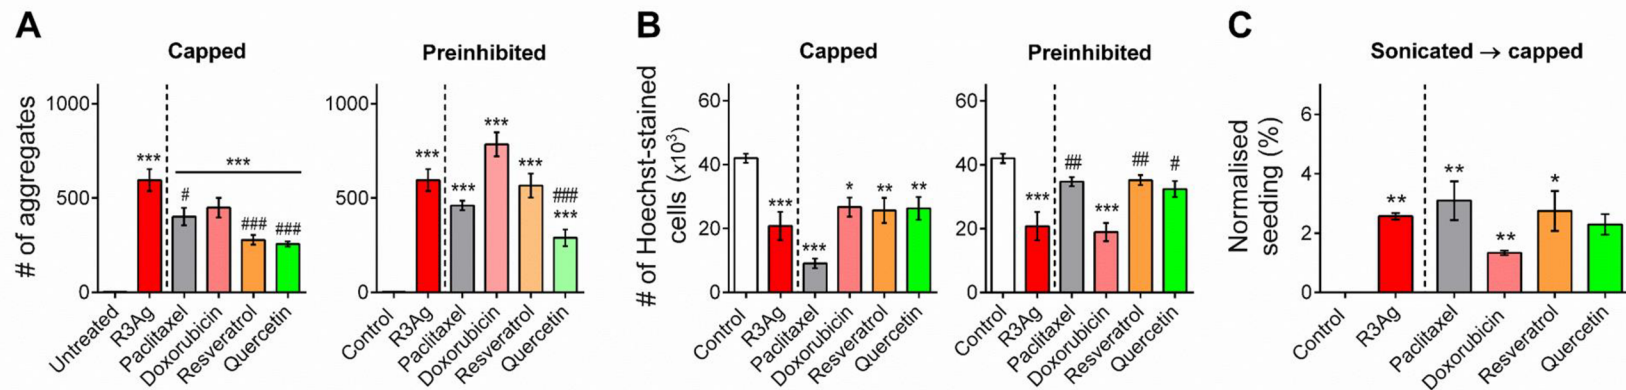 A
Capped
# of aggregates
1000
500
0
***
***
#
###
###
Untreated
R3Ag
Paclitaxel
Doxorubicin
Resveratrol
Quercetin
Preinhibited
1000
500
0
***
***
***
***
###
***
Control
R3Ag
Paclitaxel
Doxorubicin
Resveratrol
Quercetin
B
Capped
# of Hoechst-stained
cells (x10³)
60
40
20
0
***
***
*
**
**
Control
R3Ag
Paclitaxel
Doxorubicin
Resveratrol
Quercetin
Preinhibited
60
40
20
0
***
##
***
##
#
Control
R3Ag
Paclitaxel
Doxorubicin
Resveratrol
Quercetin
C
Sonicated → capped
Normalised
seeding (%)
6
4
2
0
**
**
**
*
Control
R3Ag
Paclitaxel
Doxorubicin
Resveratrol
Quercetin